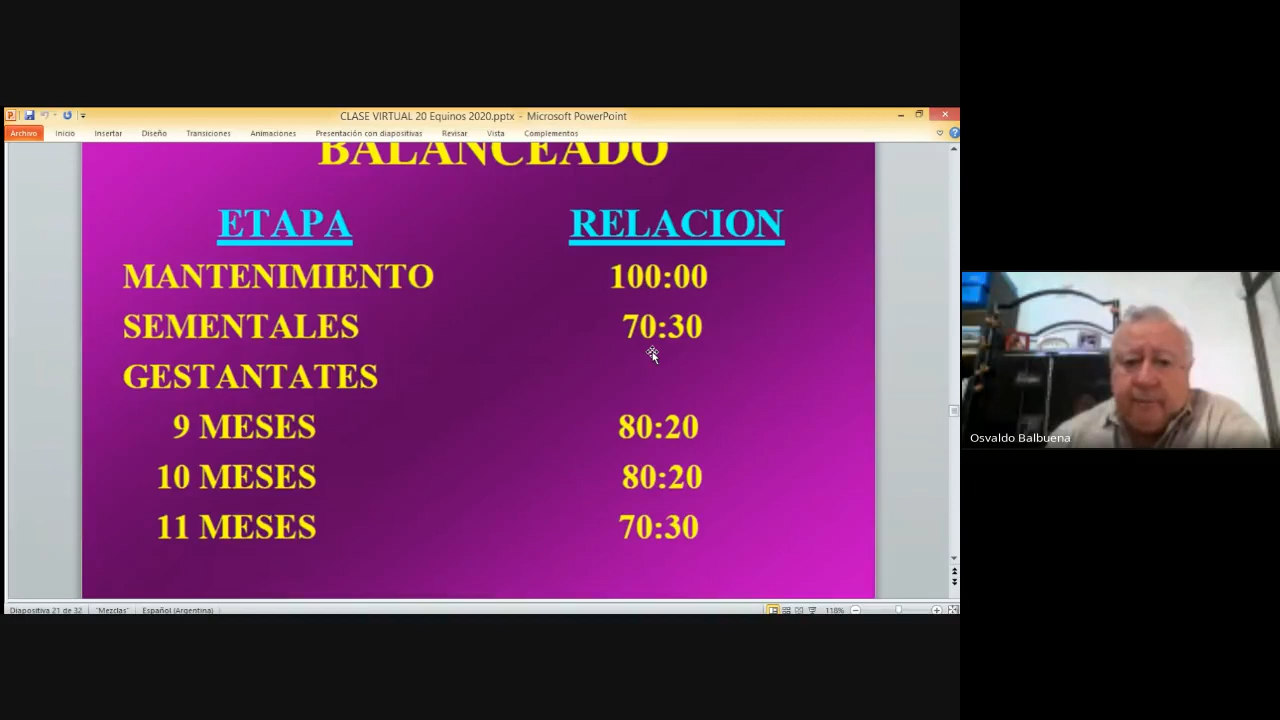 CLASE VIRTUAL 20 Equinos 2020.pptx - Microsoft PowerPoint
Archivo Inicio Insertar Diseño Transiciones Animaciones Presentación con diapositivas Revisar Vista Complementos
BALANCEADO
ETAPA RELACION
MANTENIMIENTO 100:00
SEMENTALES 70:30
GESTANTATES
9 MESES 80:20
10 MESES 80:20
11 MESES 70:30
Osvaldo Balbuena
Diapositiva 21 de 32 "Mezclas" Español (Argentina) 118%